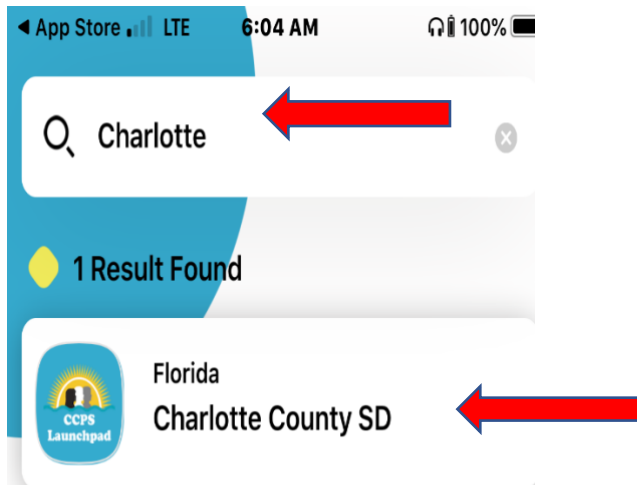 App Store LTE 6:04 AM 100%
Charlotte
1 Result Found
Florida
Charlotte County SD
CCPS
Launchpad